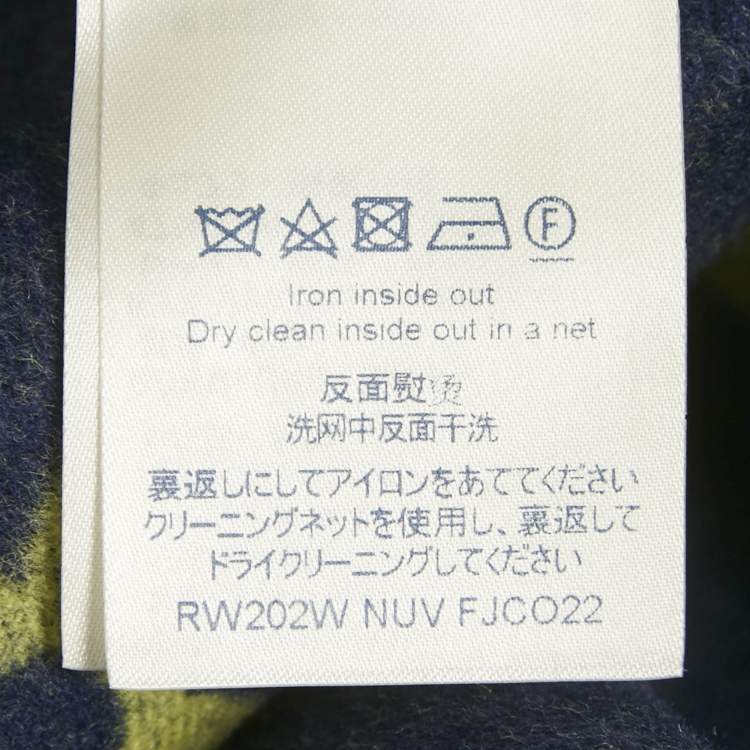 F
Iron inside out
Dry clean inside out in a net
反面熨烫
洗网中反面干洗
裏返しにしてアイロンをあててください
クリーニングネットを使用し、裏返して
ドライクリーニングしてください
RW202W NUV FJCO22